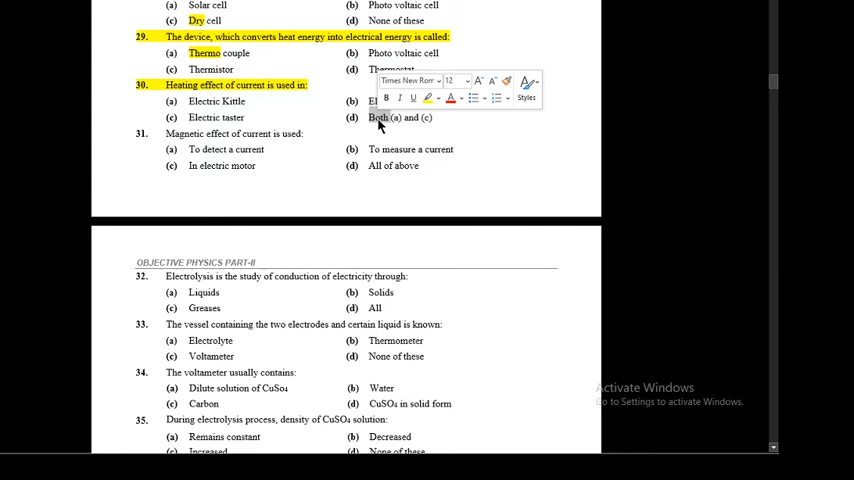 (a) Solar cell (b) Photo voltaic cell
(c) Dry cell (d) None of these
29. The device, which converts heat energy into electrical energy is called:
(a) Thermo couple (b) Photo voltaic cell
(c) Thermistor (d) Thermostat
30. Heating effect of current is used in:
Times New Rorr 12
Styles
(a) Electric Kittle (b)
(c) Electric taster (d) Both (a) and (c)
31. Magnetic effect of current is used:
(a) To detect a current (b) To measure a current
(c) In electric motor (d) All of above
OBJECTIVE PHYSICS PART-II
32. Electrolysis is the study of conduction of electricity through:
(a) Liquids (b) Solids
(c) Greases (d) All
33. The vessel containing the two electrodes and certain liquid is known:
(a) Electrolyte (b) Thermometer
(c) Voltameter (d) None of these
34. The voltameter usually contains:
(a) Dilute solution of CuSo4 (b) Water
(c) Carbon (d) CuSO4 in solid form
35. During electrolysis process, density of CuSO4 solution:
(a) Remains constant (b) Decreased
(c) Increased (d) None of these
Activate Windows
Go to Settings to activate Windows.